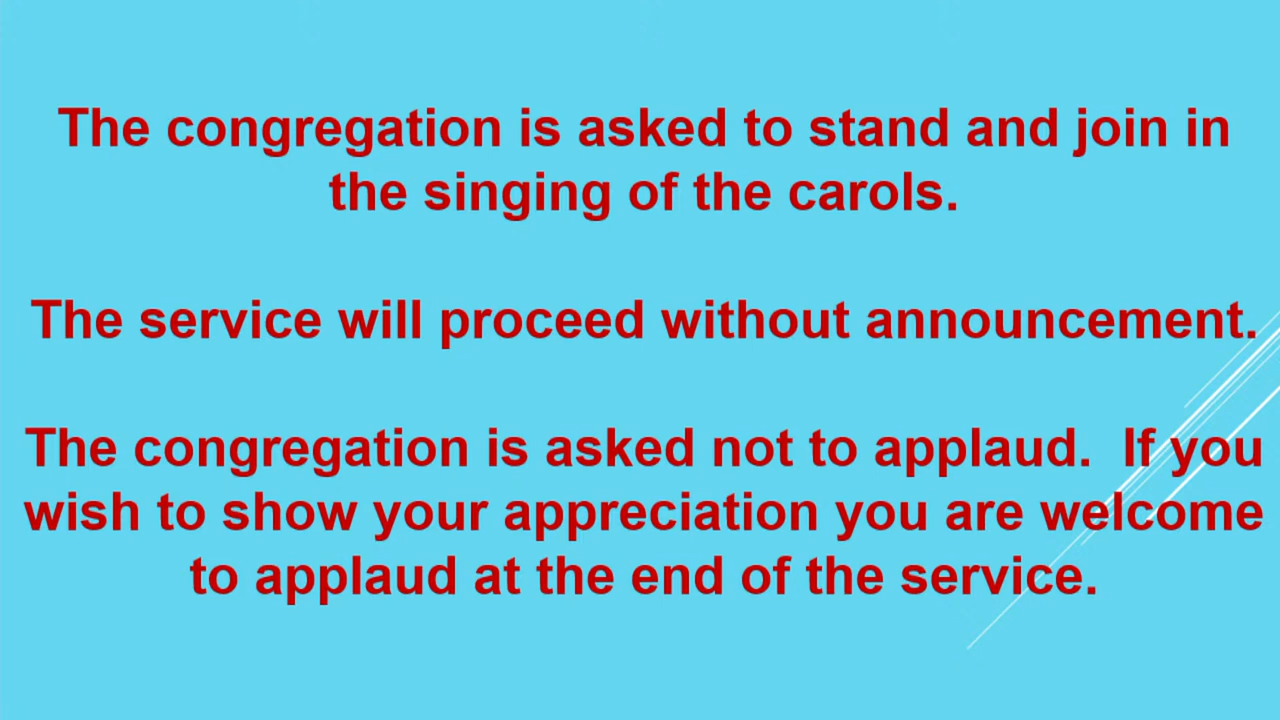 The congregation is asked to stand and join in
the singing of the carols.
The service will proceed without announcement.
The congregation is asked not to applaud.  If you
wish to show your appreciation you are welcome
to applaud at the end of the service.